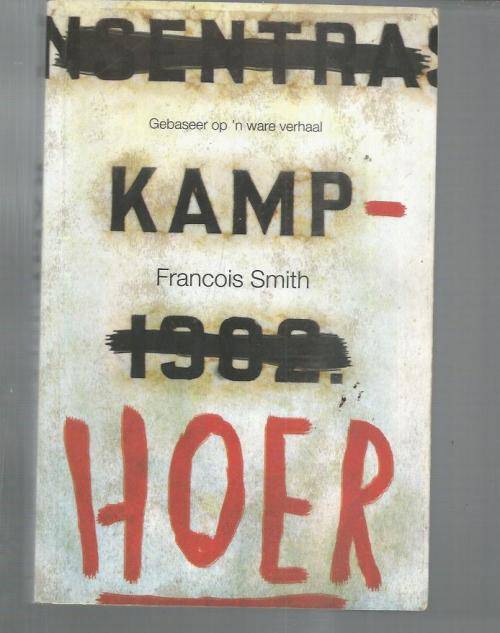 NSENTRAS
Gebaseer op 'n ware verhaal
KAMP-
Francois Smith
1902.
HOER